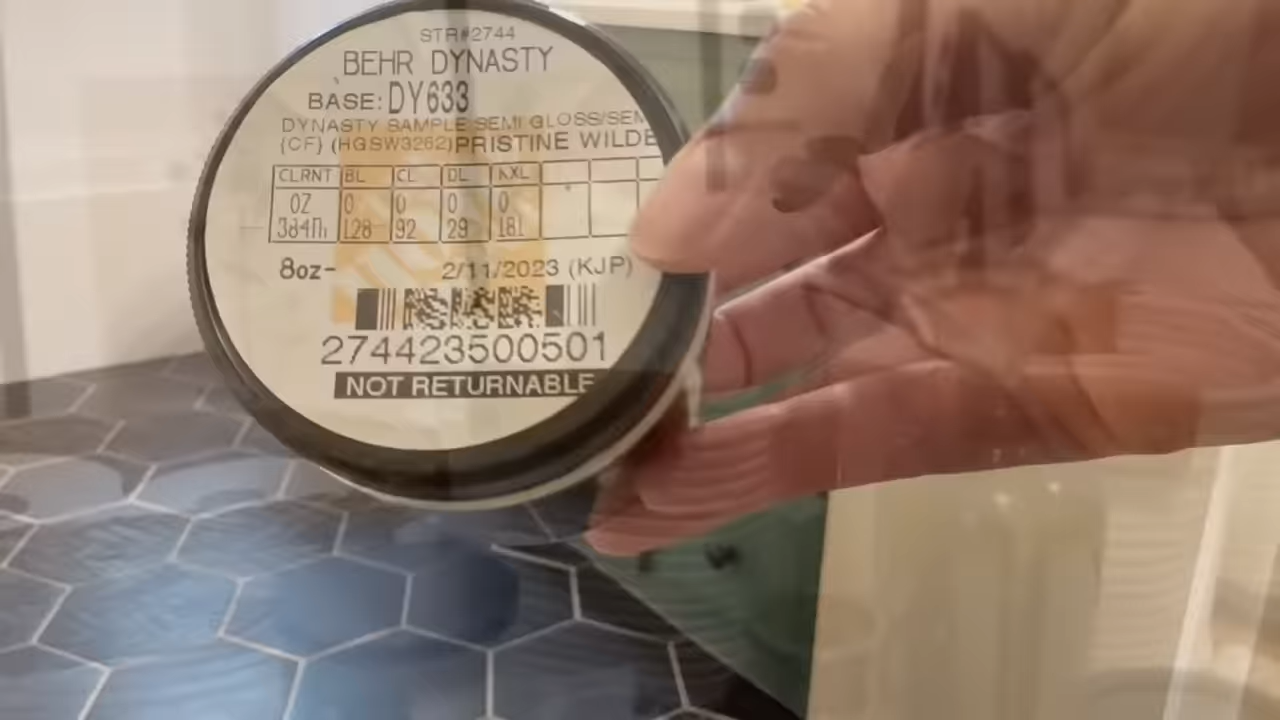 STR#2744
BEHR DYNASTY
BASE: DY633
DYNASTY SAMPLE SEMI GLOSS/SEM
(CF) (HGSW3262)PRISTINE WILDE
CLRNT BL CL DL KXL
OZ 0 0 0 0
384n 128 92 29 181
8oz- 2/11/2023 (KJP)
274423500501
NOT RETURNABLE